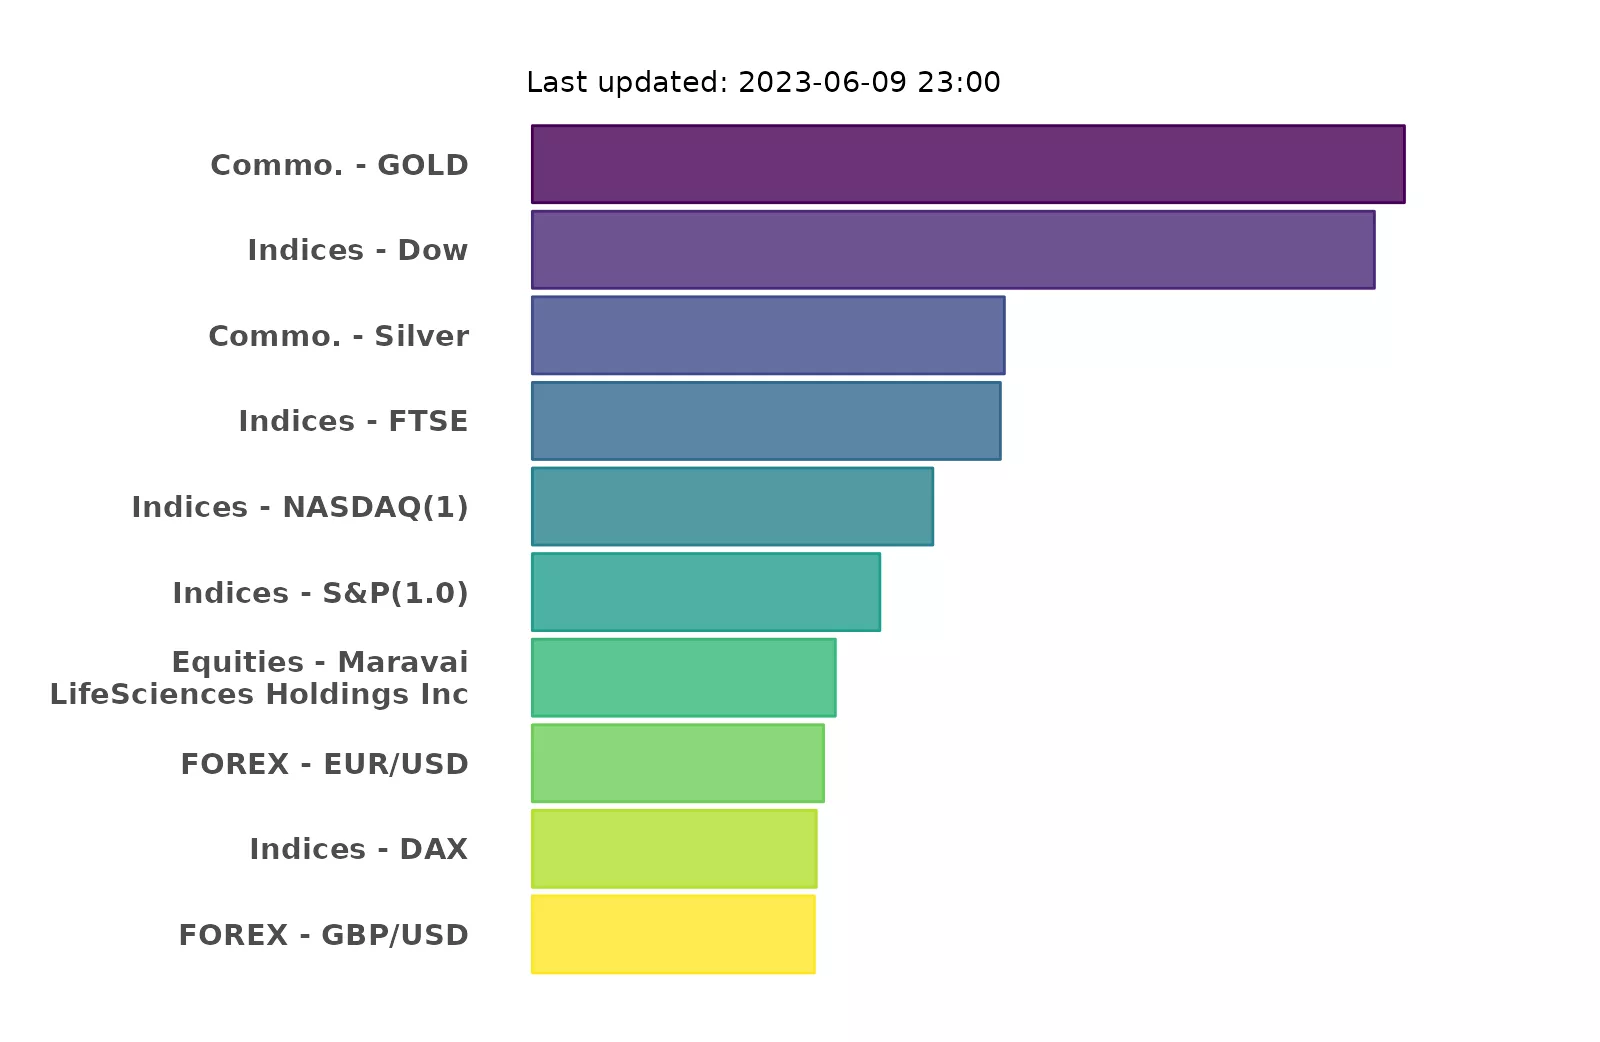 Last updated: 2023-06-09 23:00
Commo. - GOLD
Indices - Dow
Commo. - Silver
Indices - FTSE
Indices - NASDAQ(1)
Indices - S&P(1.0)
Equities - Maravai
LifeSciences Holdings Inc
FOREX - EUR/USD
Indices - DAX
FOREX - GBP/USD